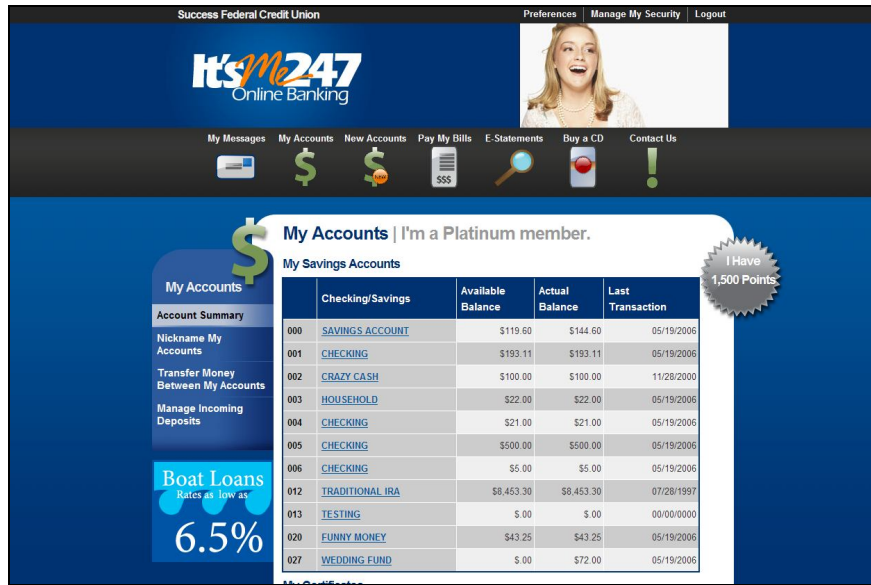 Success Federal Credit Union
Preferences | Manage My Security | Logout
It's Me 247
Online Banking
My Messages My Accounts New Accounts Pay My Bills E-Statements Buy a CD Contact Us
$ $ NEW $$$ !
$
My Accounts | I'm a Platinum member.
I Have
1,500 Points
My Accounts
Account Summary
Nickname My
Accounts
Transfer Money
Between My Accounts
Manage Incoming
Deposits
Boat Loans
Rates as low as
6.5%
My Savings Accounts
Checking/Savings Available Balance Actual Balance Last Transaction
000 SAVINGS ACCOUNT $119.60 $144.60 05/19/2006
001 CHECKING $193.11 $193.11 05/19/2006
002 CRAZY CASH $100.00 $100.00 11/28/2000
003 HOUSEHOLD $22.00 $22.00 05/19/2006
004 CHECKING $21.00 $21.00 05/19/2006
005 CHECKING $500.00 $500.00 05/19/2006
006 CHECKING $5.00 $5.00 05/19/2006
012 TRADITIONAL IRA $8,453.30 $8,453.30 07/28/1997
013 TESTING $.00 $.00 00/00/0000
020 FUNNY MONEY $43.25 $43.25 05/19/2006
027 WEDDING FUND $.00 $72.00 05/19/2006
My Certificates